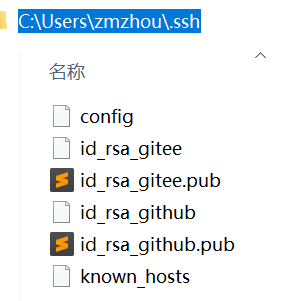 C:\Users\zmzhou\.ssh
名称
config
id_rsa_gitee
id_rsa_gitee.pub
id_rsa_github
id_rsa_github.pub
known_hosts